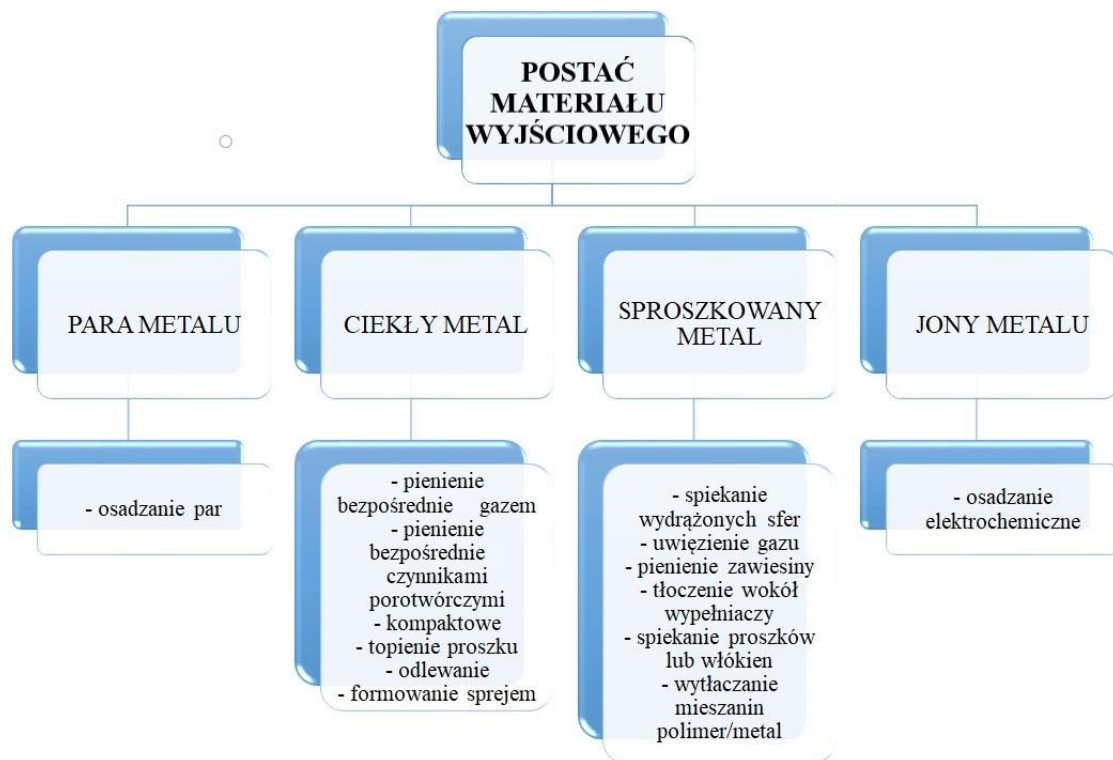 POSTAĆ
MATERIAŁU
WYJŚCIOWEGO
PARA METALU
CIEKŁY METAL
SPROSZKOWANY
METAL
JONY METALU
- osadzanie par
- pienienie
bezpośrednie gazem
- pienienie
bezpośrednie
czynnikami
porotwórczymi
- kompaktowe
- topienie proszku
- odlewanie
- formowanie sprejem
- spiekanie
wydrążonych sfer
- uwięzienie gazu
- pienienie zawiesiny
- tłoczenie wokół
wypełniaczy
- spiekanie proszków
lub włókien
- wytłaczanie
mieszanin
polimer/metal
- osadzanie
elektrochemiczne